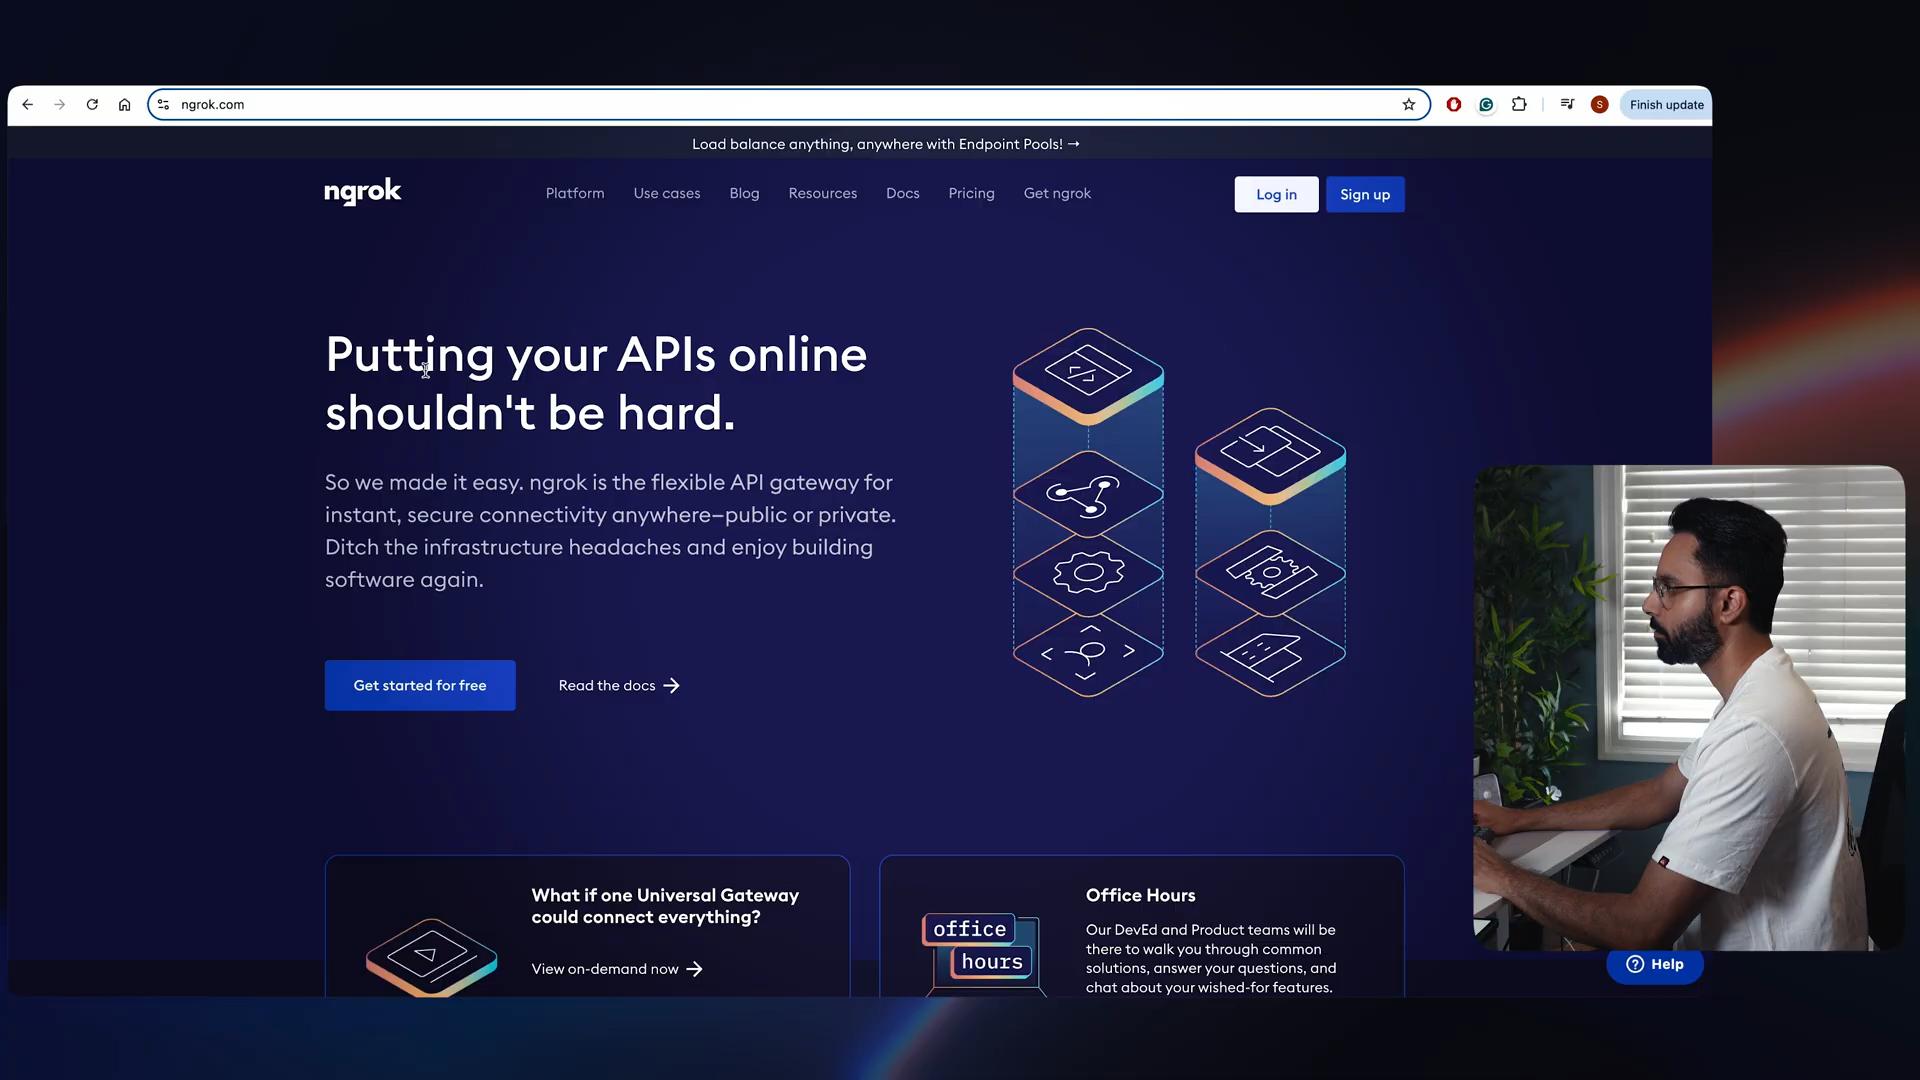 ngrok.com
S
Finish update
Load balance anything, anywhere with Endpoint Pools! →
ngrok
Platform
Use cases
Blog
Resources
Docs
Pricing
Get ngrok
Log in
Sign up
Putting your APIs online
shouldn't be hard.
So we made it easy. ngrok is the flexible API gateway for
instant, secure connectivity anywhere—public or private.
Ditch the infrastructure headaches and enjoy building
software again.
Get started for free
Read the docs →
What if one Universal Gateway
could connect everything?
View on-demand now →
office
hours
Office Hours
Our DevEd and Product teams will be
there to walk you through common
solutions, answer your questions, and
chat about your wished-for features.
Help